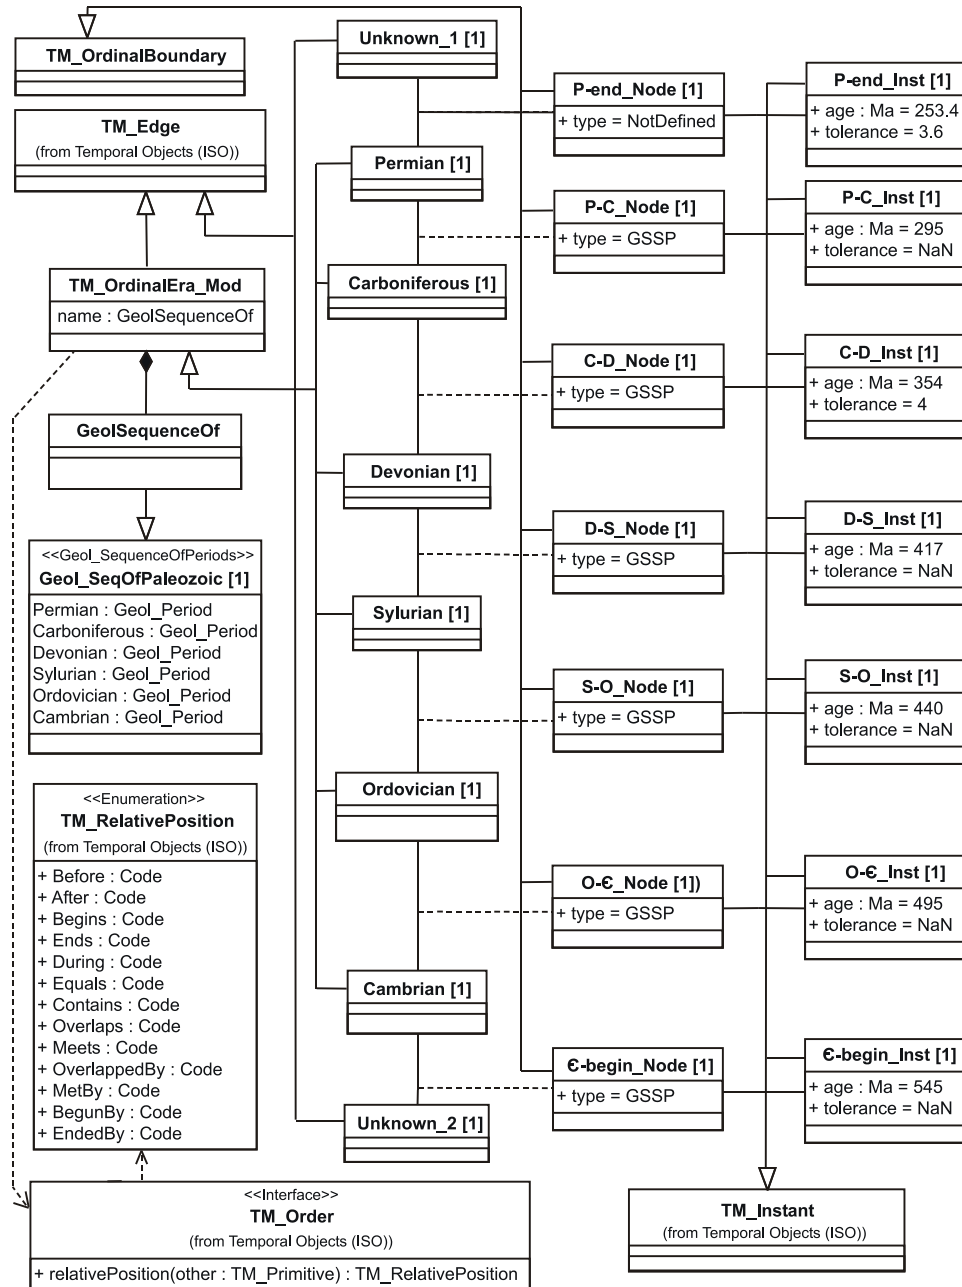 TM_OrdinalBoundary
TM_Edge
(from Temporal Objects (ISO))
TM_OrdinalEra_Mod
name : GeolSequenceOf
GeolSequenceOf
<<Geol_SequenceOfPeriods>>
Geol_SeqOfPaleozoic [1]
Permian : Geol_Period
Carboniferous : Geol_Period
Devonian : Geol_Period
Sylurian : Geol_Period
Ordovician : Geol_Period
Cambrian : Geol_Period
<<Enumeration>>
TM_RelativePosition
(from Temporal Objects (ISO))
+ Before : Code
+ After : Code
+ Begins : Code
+ Ends : Code
+ During : Code
+ Equals : Code
+ Contains : Code
+ Overlaps : Code
+ Meets : Code
+ OverlappedBy : Code
+ MetBy : Code
+ BegunBy : Code
+ EndedBy : Code
<<Interface>>
TM_Order
(from Temporal Objects (ISO))
+ relativePosition(other : TM_Primitive) : TM_RelativePosition
Unknown_1 [1]
Permian [1]
Carboniferous [1]
Devonian [1]
Sylurian [1]
Ordovician [1]
Cambrian [1]
Unknown_2 [1]
P-end_Node [1]
+ type = NotDefined
P-C_Node [1]
+ type = GSSP
C-D_Node [1]
+ type = GSSP
D-S_Node [1]
+ type = GSSP
S-O_Node [1]
+ type = GSSP
O-Є_Node [1])
+ type = GSSP
Є-begin_Node [1]
+ type = GSSP
P-end_Inst [1]
+ age : Ma = 253.4
+ tolerance = 3.6
P-C_Inst [1]
+ age : Ma = 295
+ tolerance = NaN
C-D_Inst [1]
+ age : Ma = 354
+ tolerance = 4
D-S_Inst [1]
+ age : Ma = 417
+ tolerance = NaN
S-O_Inst [1]
+ age : Ma = 440
+ tolerance = NaN
O-Є_Inst [1]
+ age : Ma = 495
+ tolerance = NaN
Є-begin_Inst [1]
+ age : Ma = 545
+ tolerance = NaN
TM_Instant
(from Temporal Objects (ISO))